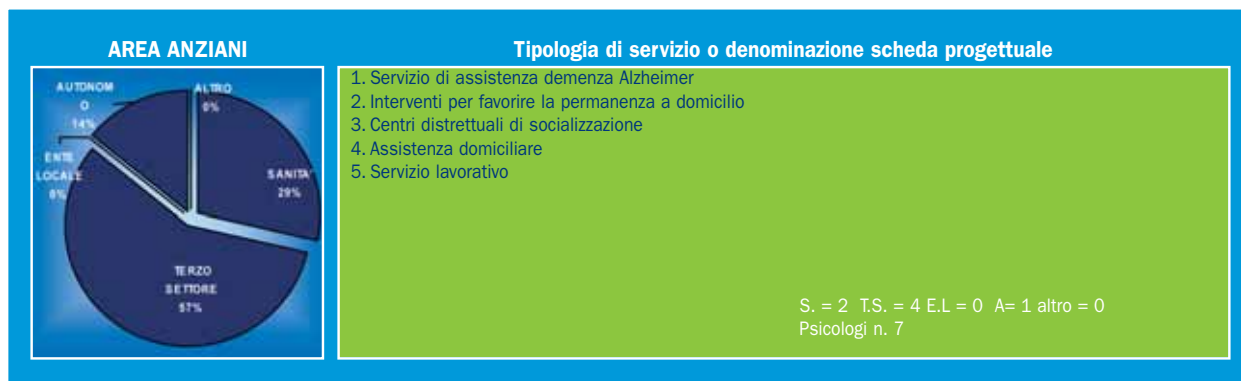 AREA ANZIANI
Tipologia di servizio o denominazione scheda progettuale
AUTONOM
O
14%
ALTRO
0%
ENTE
LOCALE
0%
SANITA'
29%
TERZO
SETTORE
57%
1. Servizio di assistenza demenza Alzheimer
2. Interventi per favorire la permanenza a domicilio
3. Centri distrettuali di socializzazione
4. Assistenza domiciliare
5. Servizio lavorativo
S. = 2 T.S. = 4 E.L = 0 A= 1 altro = 0
Psicologi n. 7